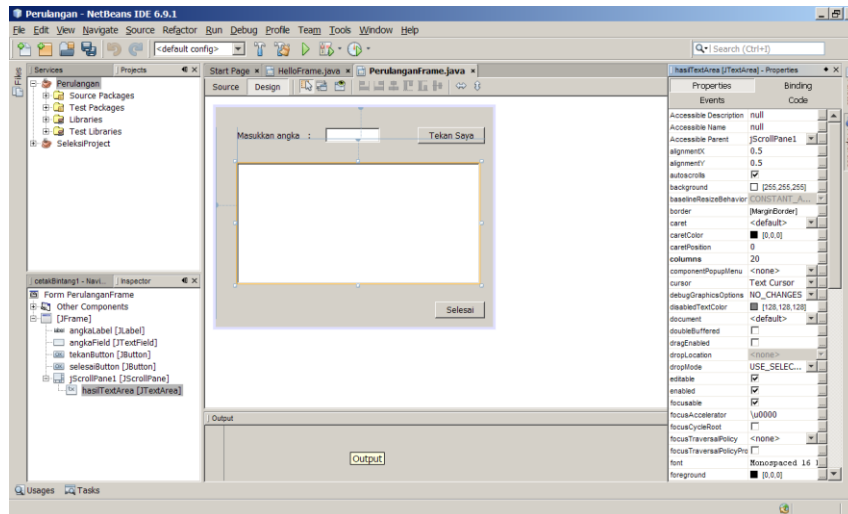 Perulangan - NetBeans IDE 6.9.1
File Edit View Navigate Source Refactor Run Debug Profile Team Tools Window Help
<default config>
Search (Ctrl+I)
Files
Services
Projects
Perulangan
Source Packages
Test Packages
Libraries
Test Libraries
SeleksiProject
Start Page
HelloFrame.java
PerulanganFrame.java
Source
Design
Masukkan angka :
Tekan Saya
Selesai
cetakBintang1 - Navi...
Inspector
Form PerulanganFrame
Other Components
[JFrame]
angkaLabel [JLabel]
angkaField [JTextField]
tekanButton [JButton]
selesaiButton [JButton]
jScrollPane1 [JScrollPane]
hasilTextArea [JTextArea]
Output
Output
hasilTextArea [JTextArea] - Properties
Properties
Binding
Events
Code
Accessible Description null
Accessible Name null
Accessible Parent jScrollPane1
alignmentX 0.5
alignmentY 0.5
autoscrolls
background [255,255,255]
baselineResizeBehavior CONSTANT_A...
border [MarginBorder]
caret <default>
caretColor [0,0,0]
caretPosition 0
columns 20
componentPopupMenu <none>
cursor Text Cursor
debugGraphicsOptions NO_CHANGES
disabledTextColor [128,128,128]
document <default>
doubleBuffered
dragEnabled
dropLocation <none>
dropMode USE_SELEC...
editable
enabled
focusable
focusAccelerator \u0000
focusCycleRoot
focusTraversalPolicy <none>
focusTraversalPolicyPro
font Monospaced 16
foreground [0,0,0]
Usages
Tasks